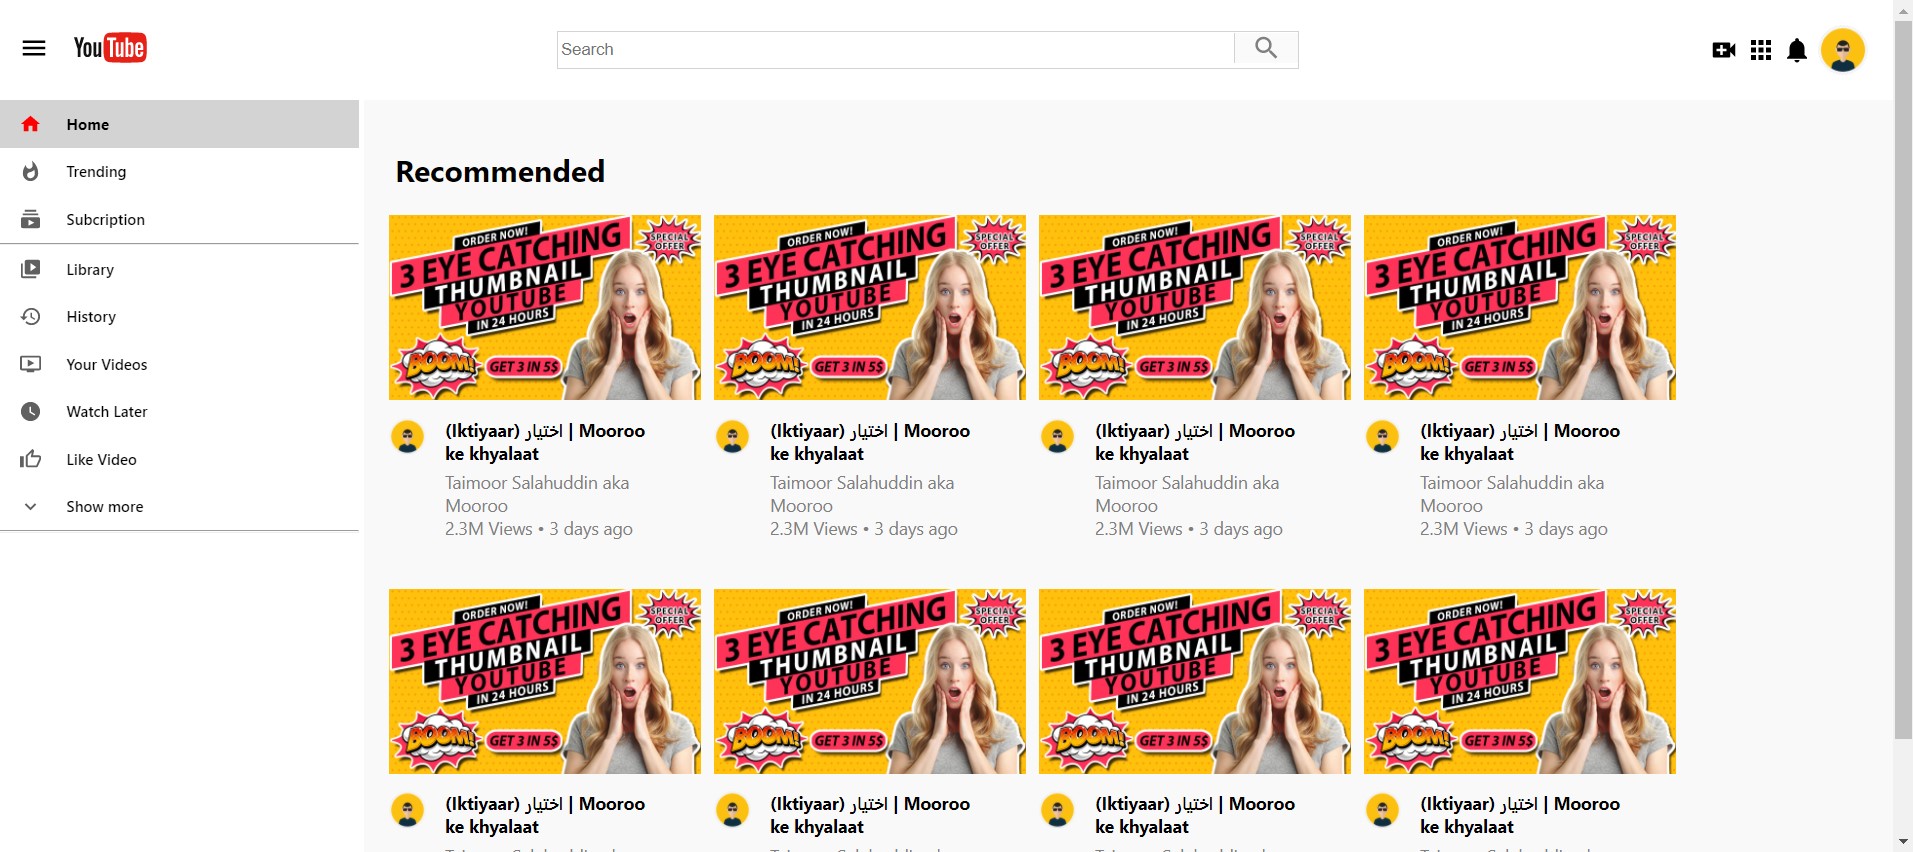 YouTube
Search
Home
Trending
Subcription
Library
History
Your Videos
Watch Later
Like Video
Show more
Recommended
ORDER NOW!
SPECIAL OFFER
3 EYE CATCHING
THUMBNAIL
YOUTUBE
IN 24 HOURS
BOOM!
GET 3 IN 5$
ORDER NOW!
SPECIAL OFFER
3 EYE CATCHING
THUMBNAIL
YOUTUBE
IN 24 HOURS
BOOM!
GET 3 IN 5$
ORDER NOW!
SPECIAL OFFER
3 EYE CATCHING
THUMBNAIL
YOUTUBE
IN 24 HOURS
BOOM!
GET 3 IN 5$
ORDER NOW!
SPECIAL OFFER
3 EYE CATCHING
THUMBNAIL
YOUTUBE
IN 24 HOURS
BOOM!
GET 3 IN 5$
(Iktiyaar) اختیار | Mooroo
ke khyalaat
Taimoor Salahuddin aka
Mooroo
2.3M Views • 3 days ago
(Iktiyaar) اختیار | Mooroo
ke khyalaat
Taimoor Salahuddin aka
Mooroo
2.3M Views • 3 days ago
(Iktiyaar) اختیار | Mooroo
ke khyalaat
Taimoor Salahuddin aka
Mooroo
2.3M Views • 3 days ago
(Iktiyaar) اختیار | Mooroo
ke khyalaat
Taimoor Salahuddin aka
Mooroo
2.3M Views • 3 days ago
ORDER NOW!
SPECIAL OFFER
3 EYE CATCHING
THUMBNAIL
YOUTUBE
IN 24 HOURS
BOOM!
GET 3 IN 5$
ORDER NOW!
SPECIAL OFFER
3 EYE CATCHING
THUMBNAIL
YOUTUBE
IN 24 HOURS
BOOM!
GET 3 IN 5$
ORDER NOW!
SPECIAL OFFER
3 EYE CATCHING
THUMBNAIL
YOUTUBE
IN 24 HOURS
BOOM!
GET 3 IN 5$
ORDER NOW!
SPECIAL OFFER
3 EYE CATCHING
THUMBNAIL
YOUTUBE
IN 24 HOURS
BOOM!
GET 3 IN 5$
(Iktiyaar) اختیار | Mooroo
ke khyalaat
(Iktiyaar) اختیار | Mooroo
ke khyalaat
(Iktiyaar) اختیار | Mooroo
ke khyalaat
(Iktiyaar) اختیار | Mooroo
ke khyalaat